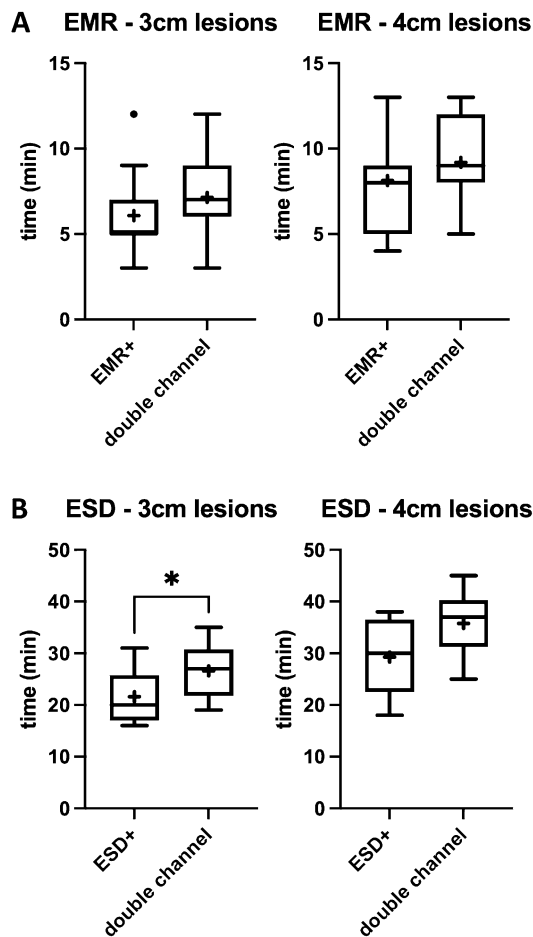 A
EMR - 3cm lesions
EMR - 4cm lesions
time (min)
15
10
5
0
EMR+
double channel
time (min)
15
10
5
0
EMR+
double channel
B
ESD - 3cm lesions
ESD - 4cm lesions
time (min)
50
40
30
20
10
0
*
ESD+
double channel
time (min)
50
40
30
20
10
0
ESD+
double channel